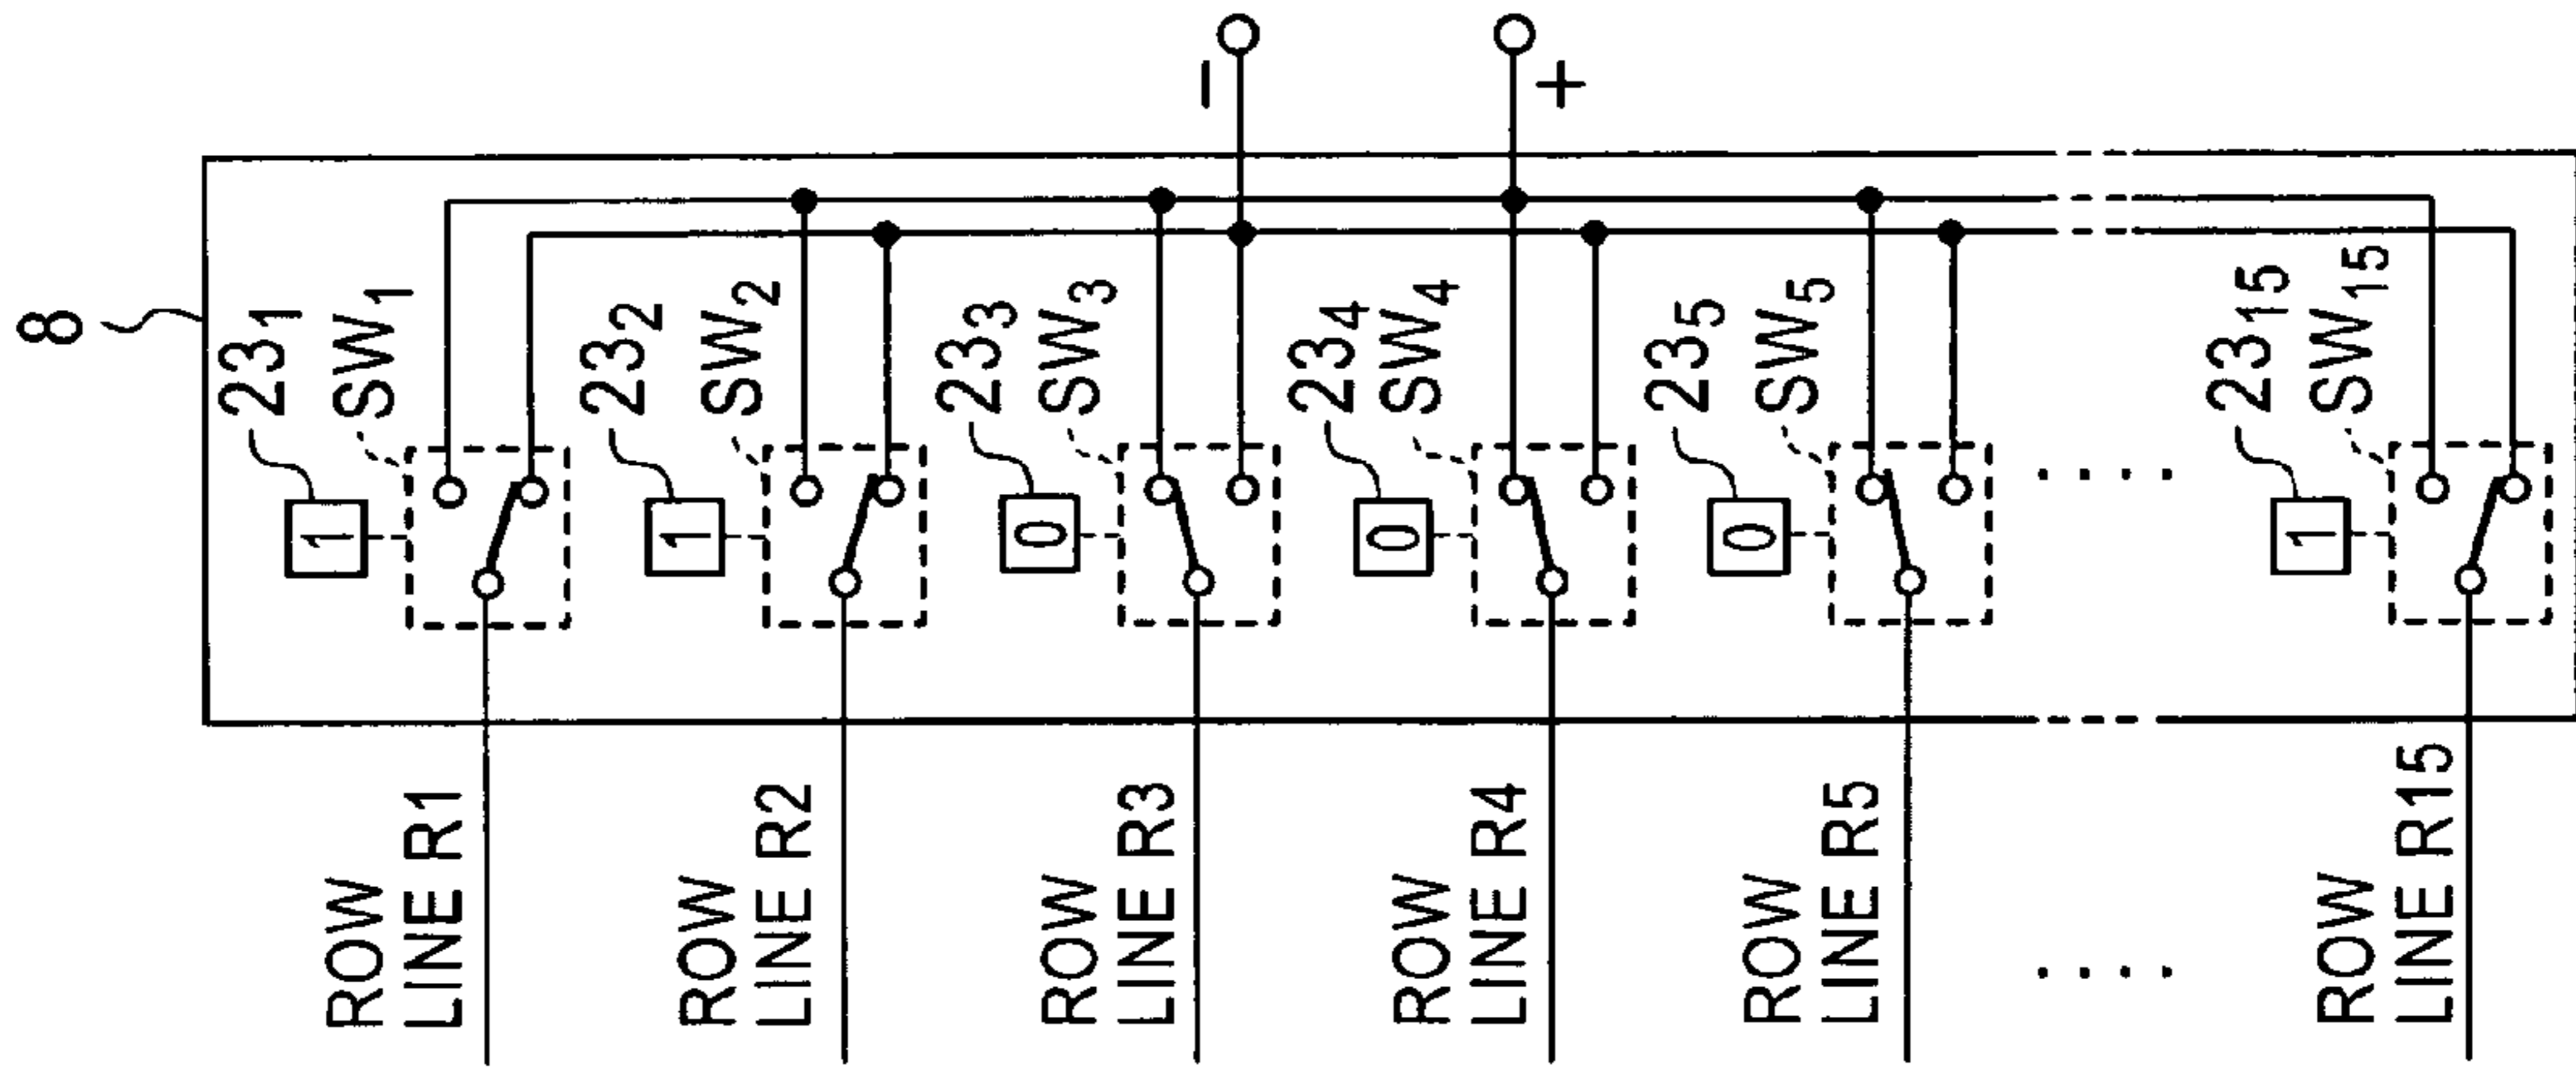 8
23₁
SW₁
1
23₂
SW₂
1
23₃
SW₃
0
23₄
SW₄
0
23₅
SW₅
0
. . . .
23₁₅
SW₁₅
1
−
+
ROW
LINE R1
ROW
LINE R2
ROW
LINE R3
ROW
LINE R4
ROW
LINE R5
. . . .
ROW
LINE R15